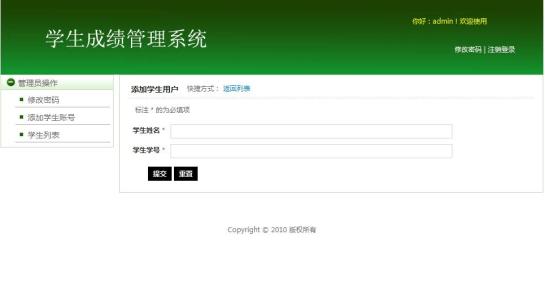 你好：admin！欢迎使用
学生成绩管理系统
修改密码 | 注销登录
管理员操作
修改密码
添加学生账号
学生列表
添加学生用户 快捷方式： 返回列表
标注 * 的为必填项
学生姓名 *
学生学号 *
提交 重置
Copyright © 2010 版权所有